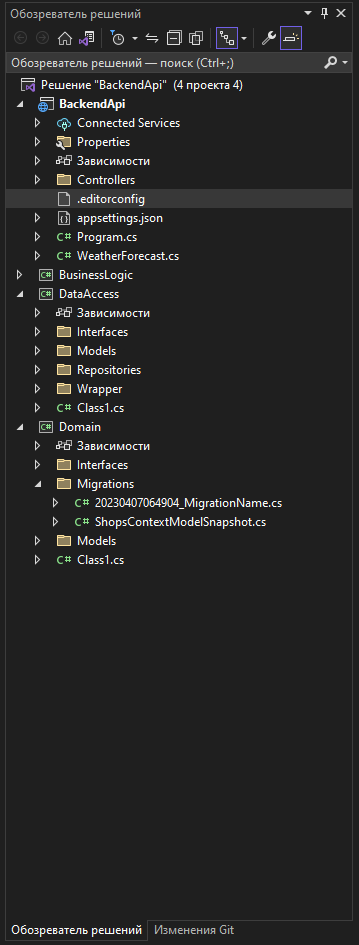 Обозреватель решений
Обозреватель решений — поиск (Ctrl+;)
Решение "BackendApi" (4 проекта 4)
BackendApi
Connected Services
Properties
Зависимости
Controllers
.editorconfig
appsettings.json
C# Program.cs
C# WeatherForecast.cs
C# BusinessLogic
C# DataAccess
Зависимости
Interfaces
Models
Repositories
Wrapper
C# Class1.cs
C# Domain
Зависимости
Interfaces
Migrations
C# 20230407064904_MigrationName.cs
C# ShopsContextModelSnapshot.cs
Models
C# Class1.cs
Обозреватель решений Изменения Git